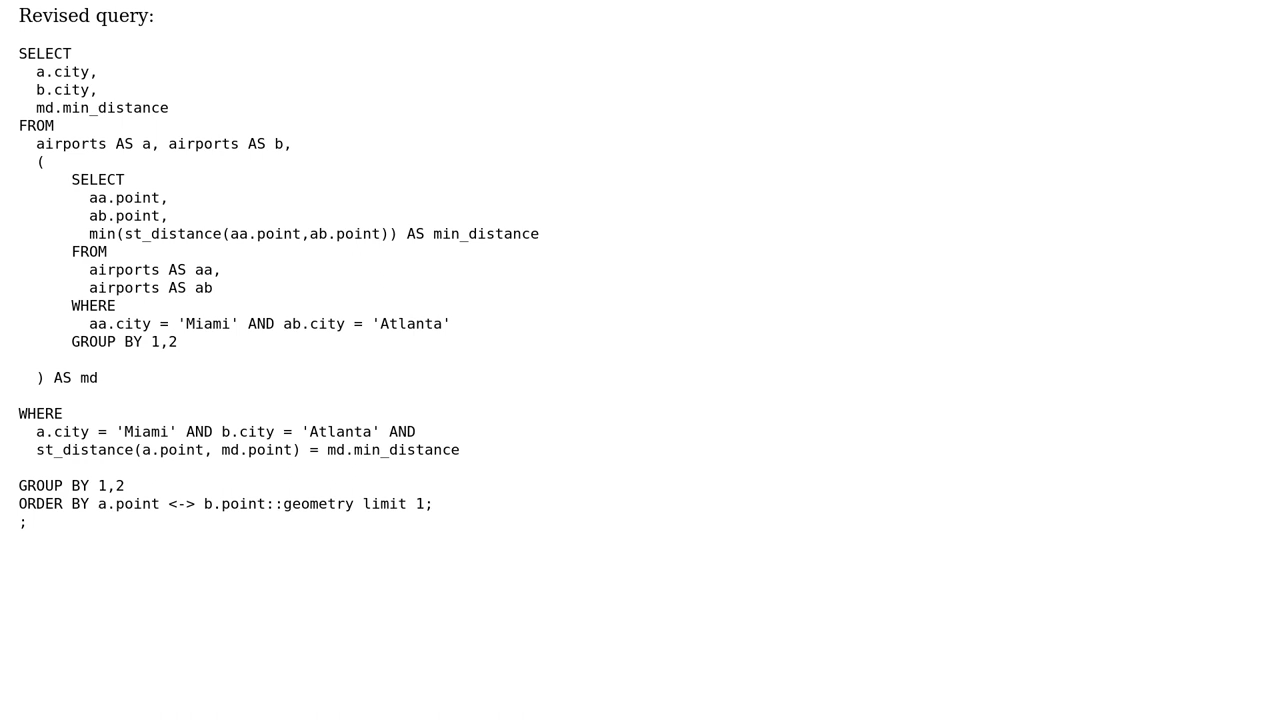 Revised query:
SELECT
  a.city,
  b.city,
  md.min_distance
FROM
  airports AS a, airports AS b,
  (
      SELECT
        aa.point,
        ab.point,
        min(st_distance(aa.point,ab.point)) AS min_distance
      FROM
        airports AS aa,
        airports AS ab
      WHERE
        aa.city = 'Miami' AND ab.city = 'Atlanta'
      GROUP BY 1,2
  ) AS md
WHERE
  a.city = 'Miami' AND b.city = 'Atlanta' AND
  st_distance(a.point, md.point) = md.min_distance
GROUP BY 1,2
ORDER BY a.point <-> b.point::geometry limit 1;
;